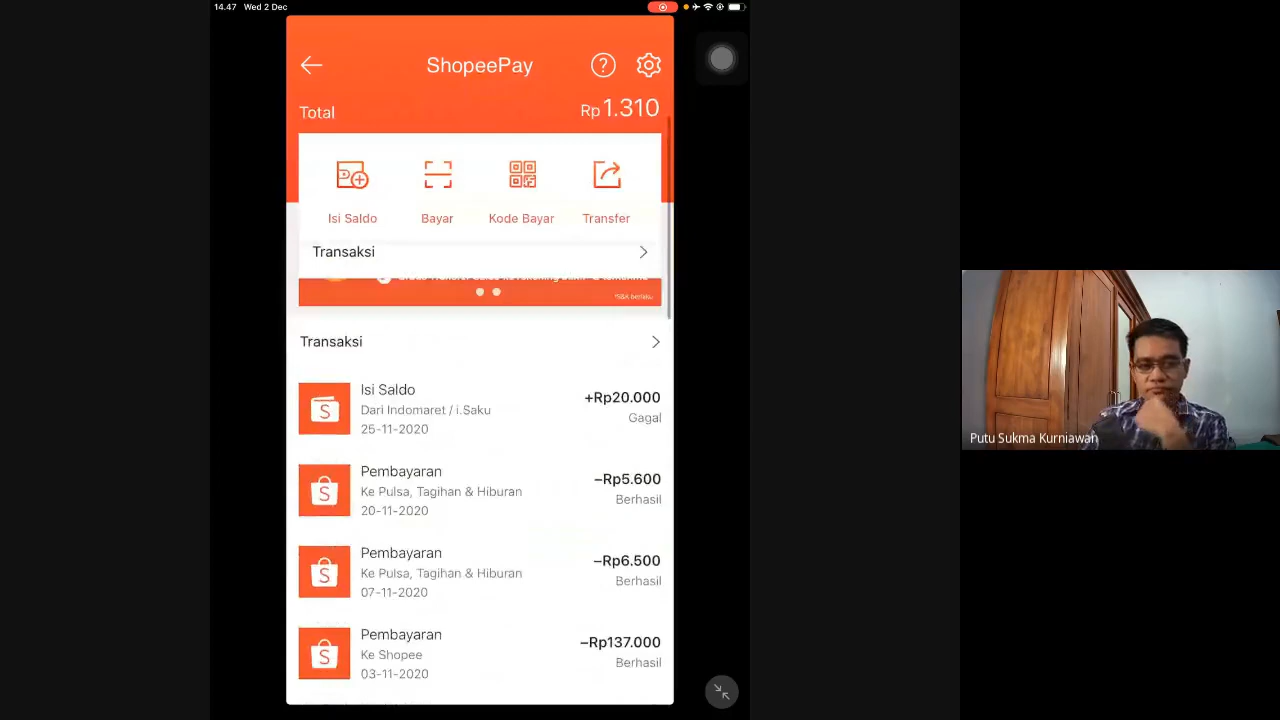 14.47 Wed 2 Dec
ShopeePay
Total
Rp1.310
Isi Saldo
Bayar
Kode Bayar
Transfer
Transaksi
*S&K berlaku
Transaksi
Isi Saldo
+Rp20.000
Dari Indomaret / i.Saku
Gagal
25-11-2020
Pembayaran
−Rp5.600
Ke Pulsa, Tagihan & Hiburan
Berhasil
20-11-2020
Pembayaran
−Rp6.500
Ke Pulsa, Tagihan & Hiburan
Berhasil
07-11-2020
Pembayaran
−Rp137.000
Ke Shopee
Berhasil
03-11-2020
Putu Sukma Kurniawan